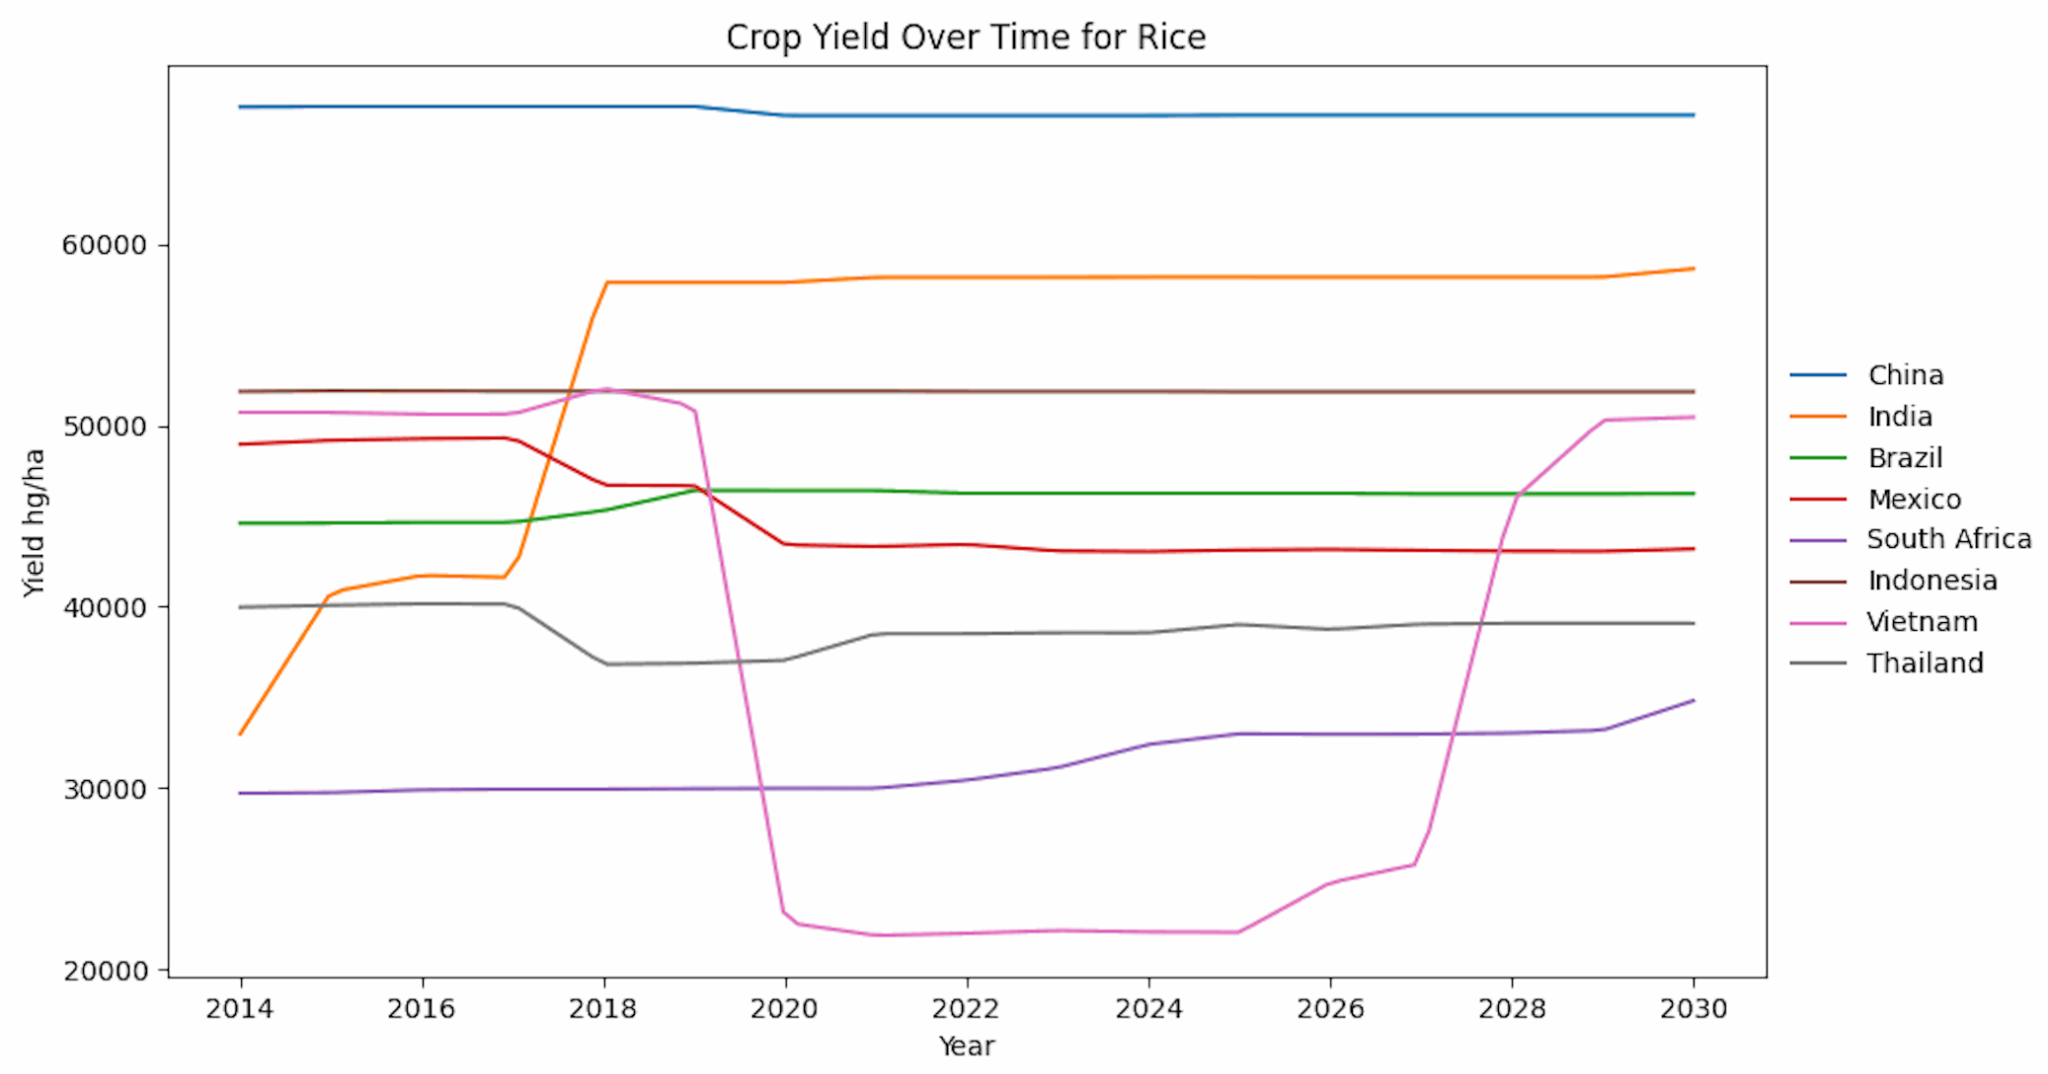 Crop Yield Over Time for Rice
Yield hg/ha
60000
50000
40000
30000
20000
2014 2016 2018 2020 2022 2024 2026 2028 2030
Year
China
India
Brazil
Mexico
South Africa
Indonesia
Vietnam
Thailand